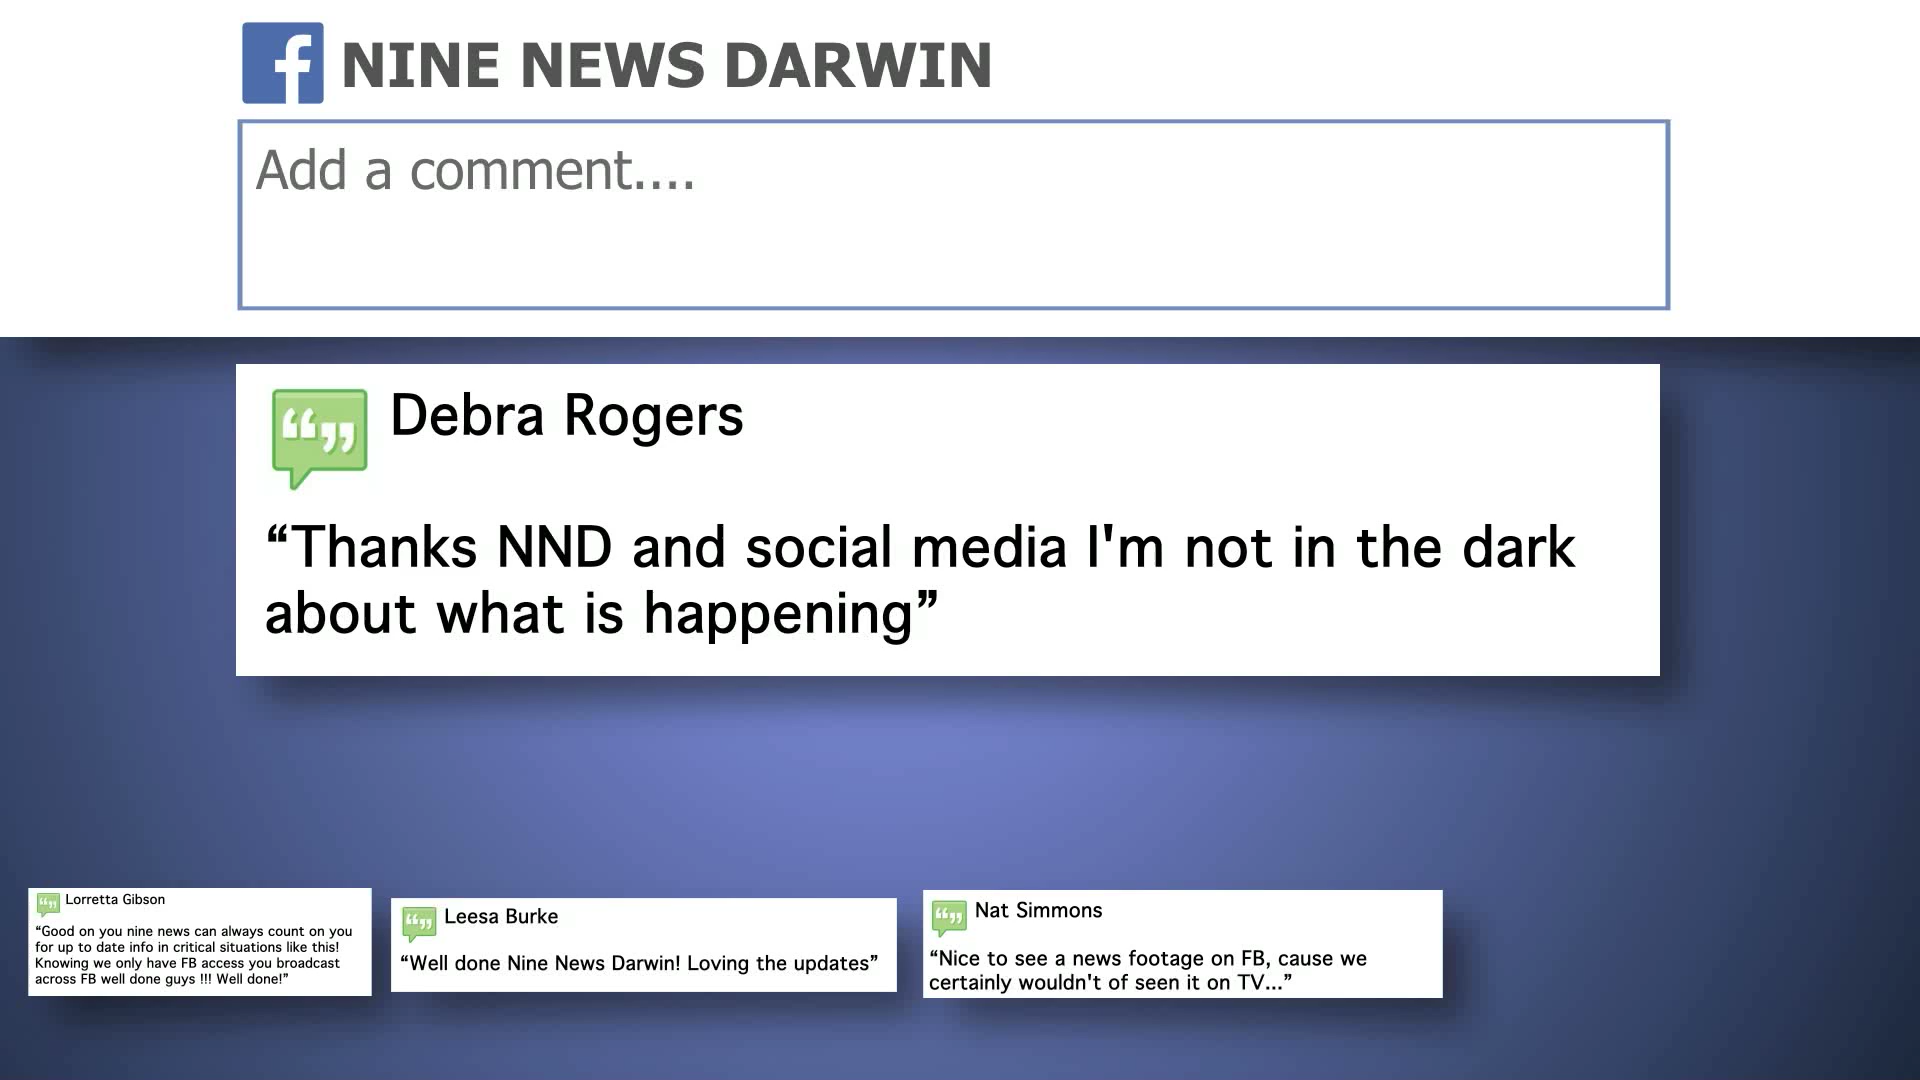 NINE NEWS DARWIN
Add a comment....
Debra Rogers
“Thanks NND and social media I'm not in the dark
about what is happening”
Lorretta Gibson
“Good on you nine news can always count on you
for up to date info in critical situations like this!
Knowing we only have FB access you broadcast
across FB well done guys !!! Well done!”
Leesa Burke
“Well done Nine News Darwin! Loving the updates”
Nat Simmons
“Nice to see a news footage on FB, cause we
certainly wouldn't of seen it on TV...”